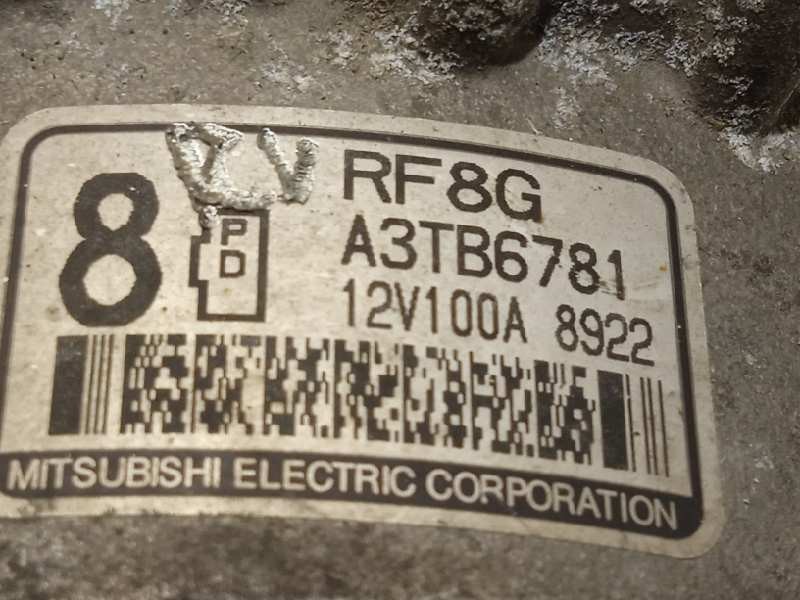 8
P
D
RF8G
A3TB6781
12V100A 8922
MITSUBISHI ELECTRIC CORPORATION